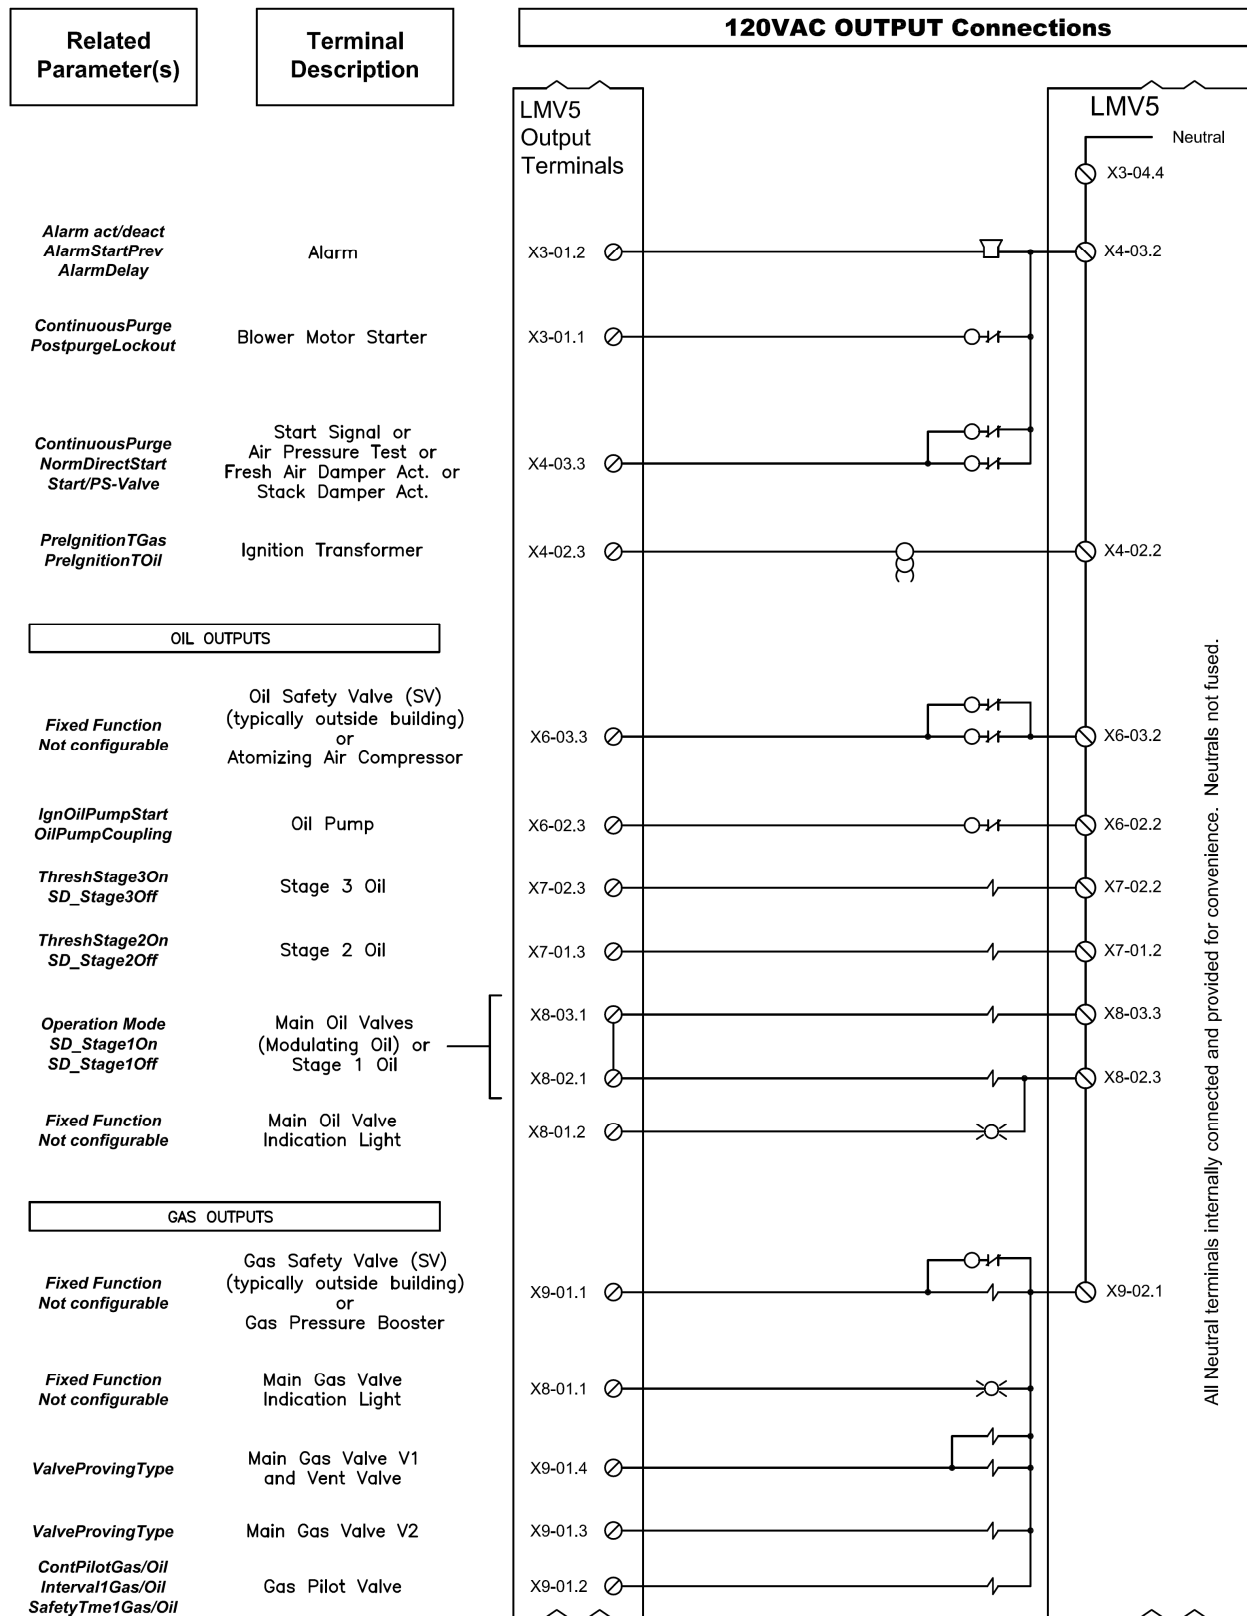 Related
Parameter(s)
Terminal
Description
120VAC OUTPUT Connections
LMV5
Output
Terminals
LMV5
Neutral
X3-04.4
Alarm act/deact
AlarmStartPrev
AlarmDelay
Alarm
X3-01.2
X4-03.2
ContinuousPurge
PostpurgeLockout
Blower Motor Starter
X3-01.1
ContinuousPurge
NormDirectStart
Start/PS-Valve
Start Signal or
Air Pressure Test or
Fresh Air Damper Act. or
Stack Damper Act.
X4-03.3
PreIgnitionTGas
PreIgnitionTOil
Ignition Transformer
X4-02.3
X4-02.2
OIL OUTPUTS
Fixed Function
Not configurable
Oil Safety Valve (SV)
(typically outside building)
or
Atomizing Air Compressor
X6-03.3
X6-03.2
IgnOilPumpStart
OilPumpCoupling
Oil Pump
X6-02.3
X6-02.2
ThreshStage3On
SD_Stage3Off
Stage 3 Oil
X7-02.3
X7-02.2
ThreshStage2On
SD_Stage2Off
Stage 2 Oil
X7-01.3
X7-01.2
Operation Mode
SD_Stage1On
SD_Stage1Off
Main Oil Valves
(Modulating Oil) or
Stage 1 Oil
X8-03.1
X8-03.3
X8-02.1
X8-02.3
Fixed Function
Not configurable
Main Oil Valve
Indication Light
X8-01.2
GAS OUTPUTS
Fixed Function
Not configurable
Gas Safety Valve (SV)
(typically outside building)
or
Gas Pressure Booster
X9-01.1
X9-02.1
Fixed Function
Not configurable
Main Gas Valve
Indication Light
X8-01.1
ValveProvingType
Main Gas Valve V1
and Vent Valve
X9-01.4
ValveProvingType
Main Gas Valve V2
X9-01.3
ContPilotGas/Oil
Interval1Gas/Oil
SafetyTme1Gas/Oil
Gas Pilot Valve
X9-01.2
All Neutral terminals internally connected and provided for convenience. Neutrals not fused.